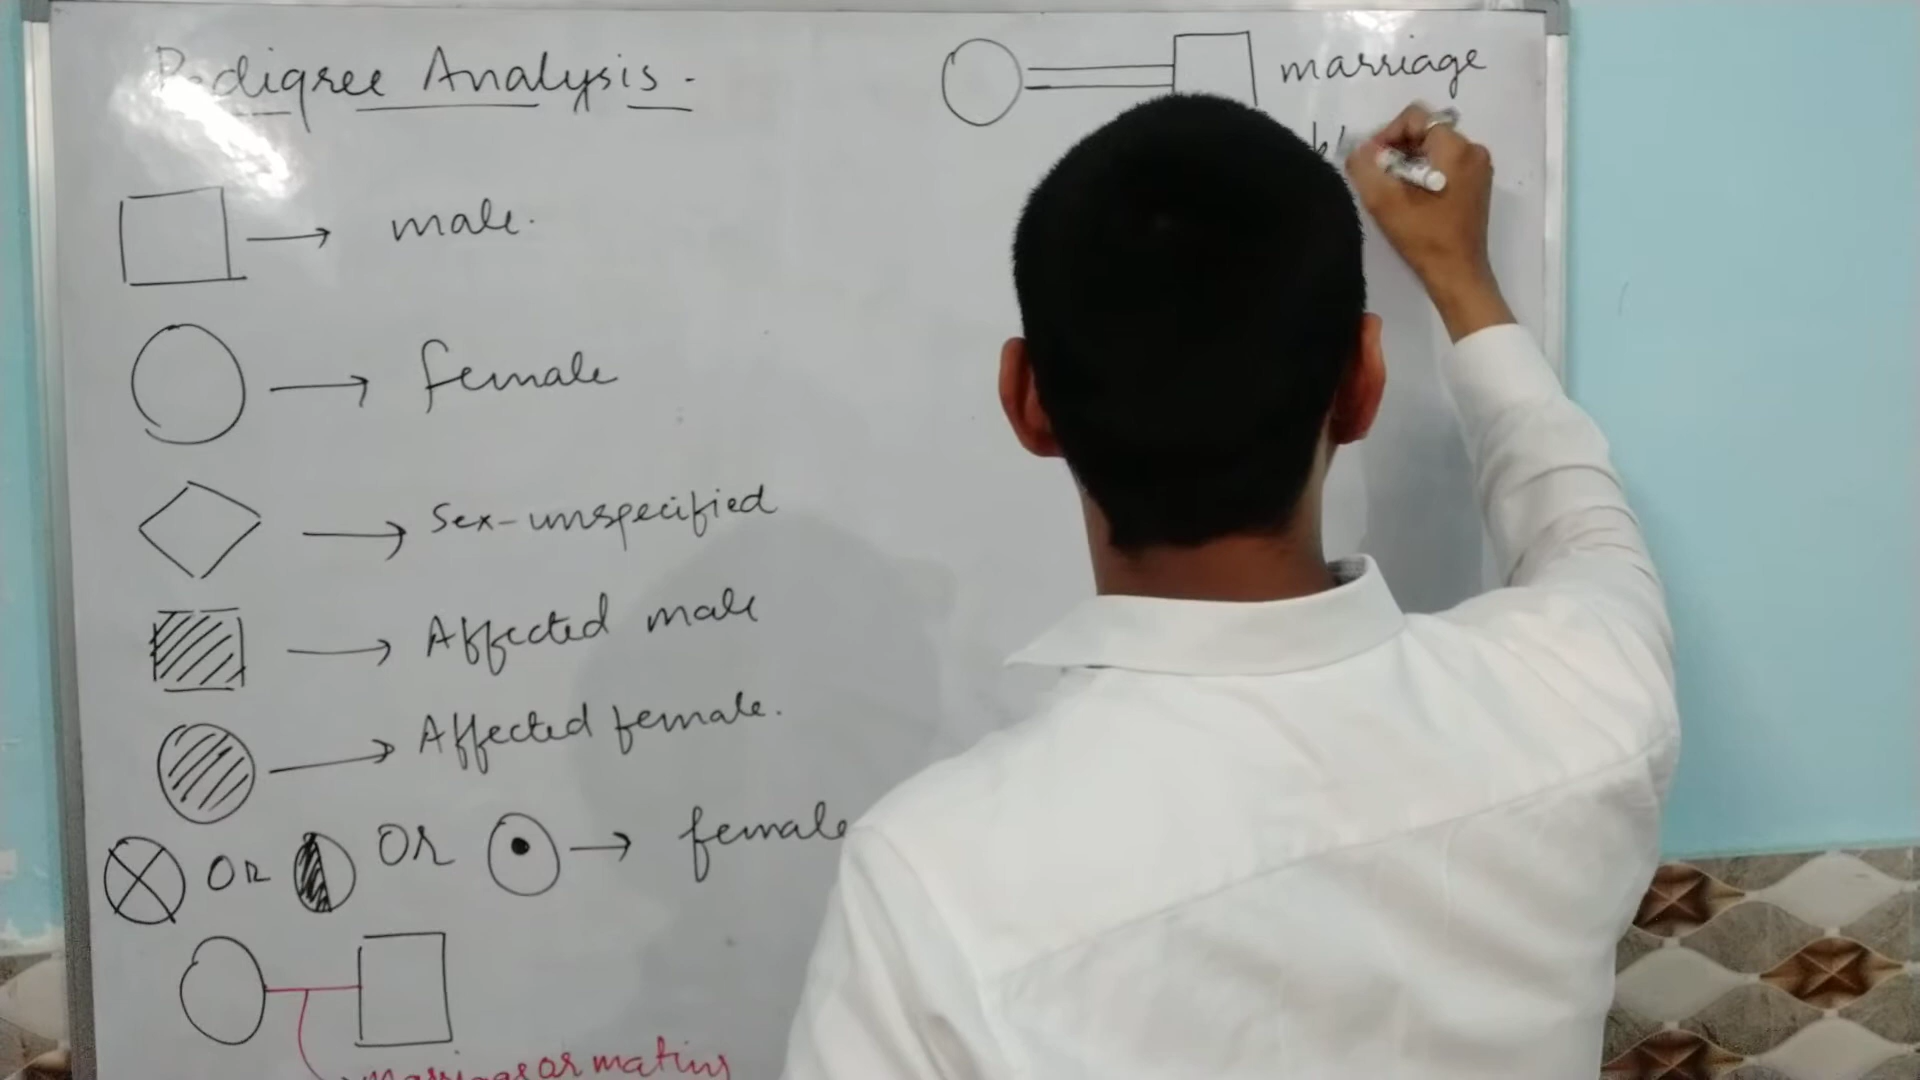 Pedigree Analysis -
male.
female
Sex-unspecified
Affected male
Affected female.
OR OR female
Marriage or mating
marriage